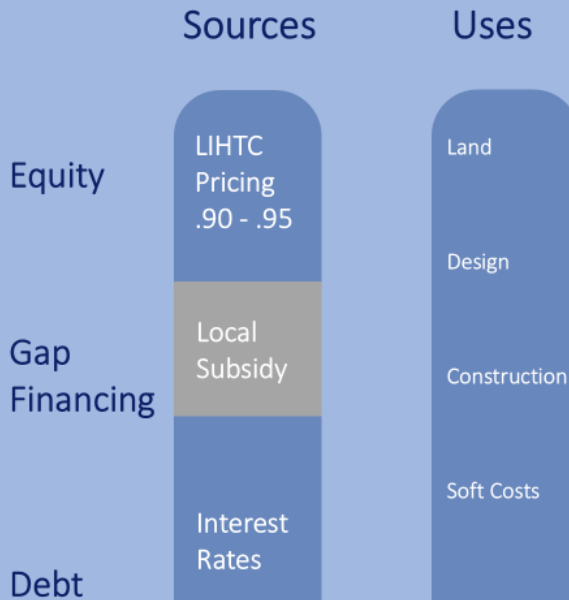 Sources
Uses
Equity
LIHTC
Pricing
.90 - .95
Land
Design
Gap
Financing
Local
Subsidy
Construction
Soft Costs
Interest
Rates
Debt